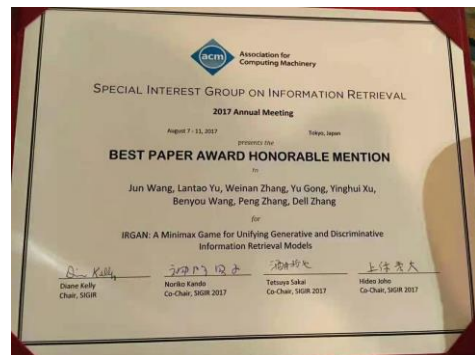 acm
Association for
Computing Machinery
SPECIAL INTEREST GROUP ON INFORMATION RETRIEVAL
2017 Annual Meeting
August 7 - 11, 2017 Tokyo, Japan
presents the
BEST PAPER AWARD HONORABLE MENTION
to
Jun Wang, Lantao Yu, Weinan Zhang, Yu Gong, Yinghui Xu,
Benyou Wang, Peng Zhang, Dell Zhang
for
IRGAN: A Minimax Game for Unifying Generative and Discriminative
Information Retrieval Models
Diane Kelly Noriko Kando Tetsuya Sakai Hideo Joho
Chair, SIGIR Co-Chair, SIGIR 2017 Co-Chair, SIGIR 2017 Co-Chair, SIGIR 2017